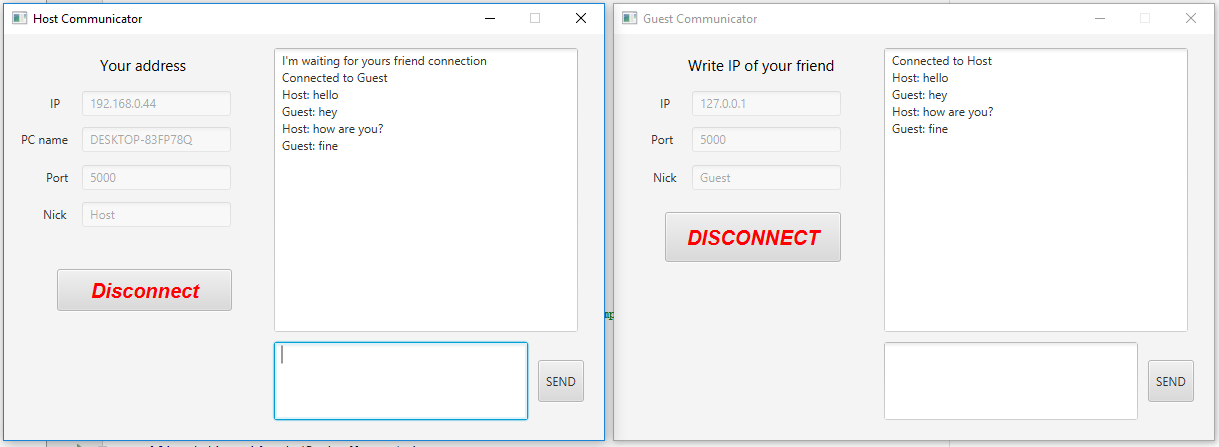 Host Communicator
Your address
IP 192.168.0.44
PC name DESKTOP-83FP78Q
Port 5000
Nick Host
Disconnect
I'm waiting for yours friend connection
Connected to Guest
Host: hello
Guest: hey
Host: how are you?
Guest: fine
SEND
Guest Communicator
Write IP of your friend
IP 127.0.0.1
Port 5000
Nick Guest
DISCONNECT
Connected to Host
Host: hello
Guest: hey
Host: how are you?
Guest: fine
SEND